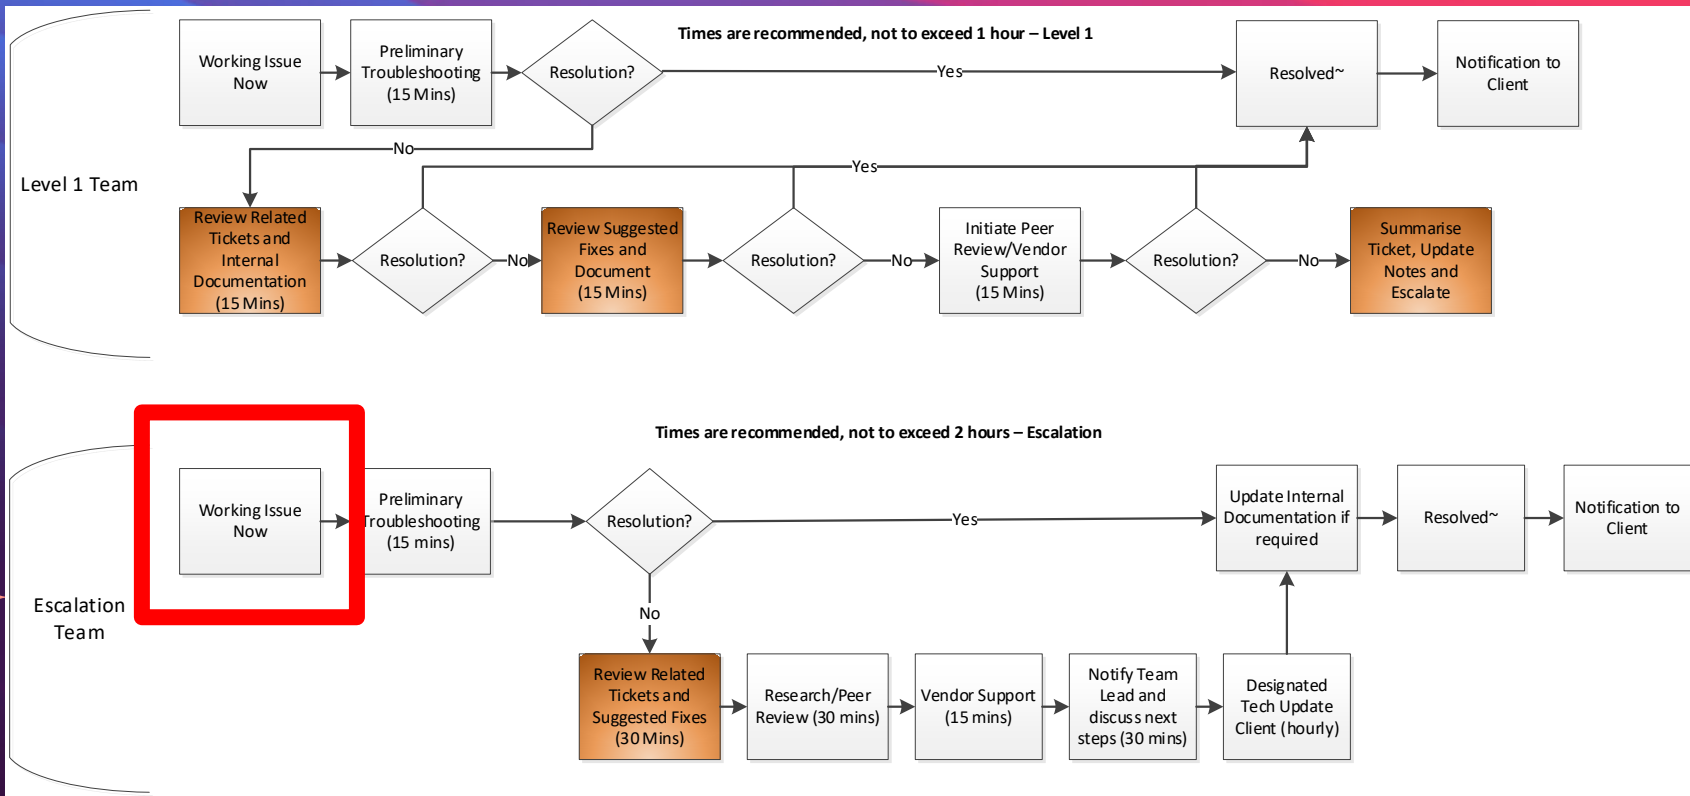 Times are recommended, not to exceed 1 hour – Level 1
Level 1 Team
Working Issue
Now
Preliminary
Troubleshooting
(15 Mins)
Resolution?
Yes
Resolved~
Notification to
Client
No
Yes
Review Related
Tickets and
Internal
Documentation
(15 Mins)
Resolution?
No
Review Suggested
Fixes and
Document
(15 Mins)
Resolution?
No
Initiate Peer
Review/Vendor
Support
(15 Mins)
Resolution?
No
Summarise
Ticket, Update
Notes and
Escalate
Times are recommended, not to exceed 2 hours – Escalation
Escalation
Team
Working Issue
Now
Preliminary
Troubleshooting
(15 mins)
Resolution?
Yes
Update Internal
Documentation if
required
Resolved~
Notification to
Client
No
Review Related
Tickets and
Suggested Fixes
(30 Mins)
Research/Peer
Review (30 mins)
Vendor Support
(15 mins)
Notify Team
Lead and
discuss next
steps (30 mins)
Designated
Tech Update
Client (hourly)